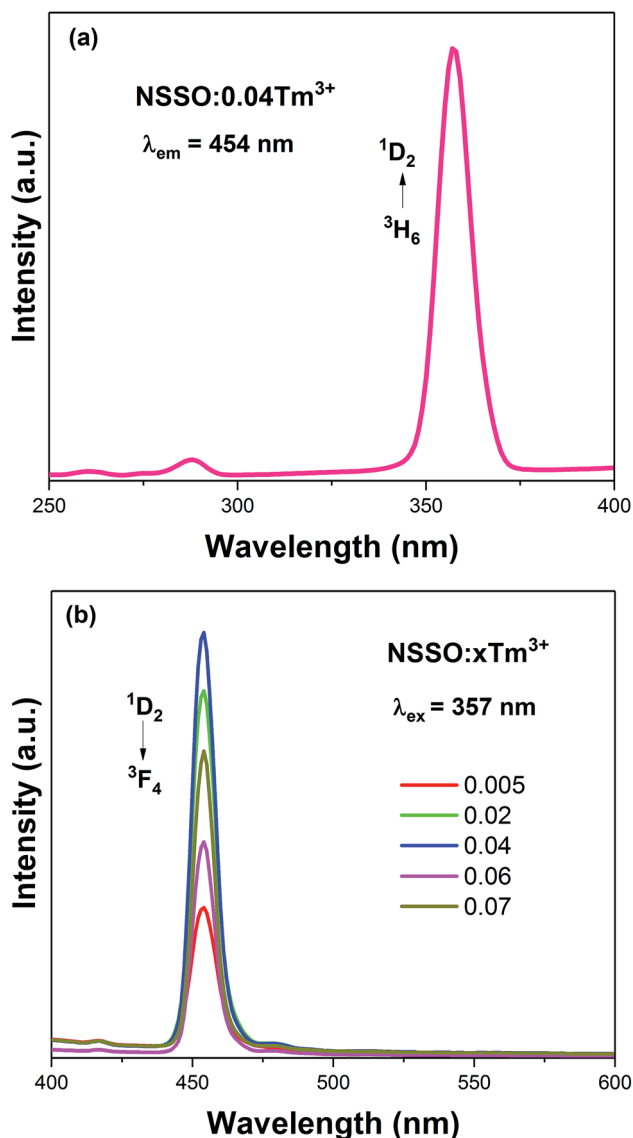 (a)
NSSO:0.04Tm³⁺
λem = 454 nm
¹D₂
³H₆
Intensity (a.u.)
250 300 350 400
Wavelength (nm)
(b)
NSSO:xTm³⁺
λex = 357 nm
¹D₂
³F₄
0.005
0.02
0.04
0.06
0.07
Intensity (a.u.)
400 450 500 550 600
Wavelength (nm)